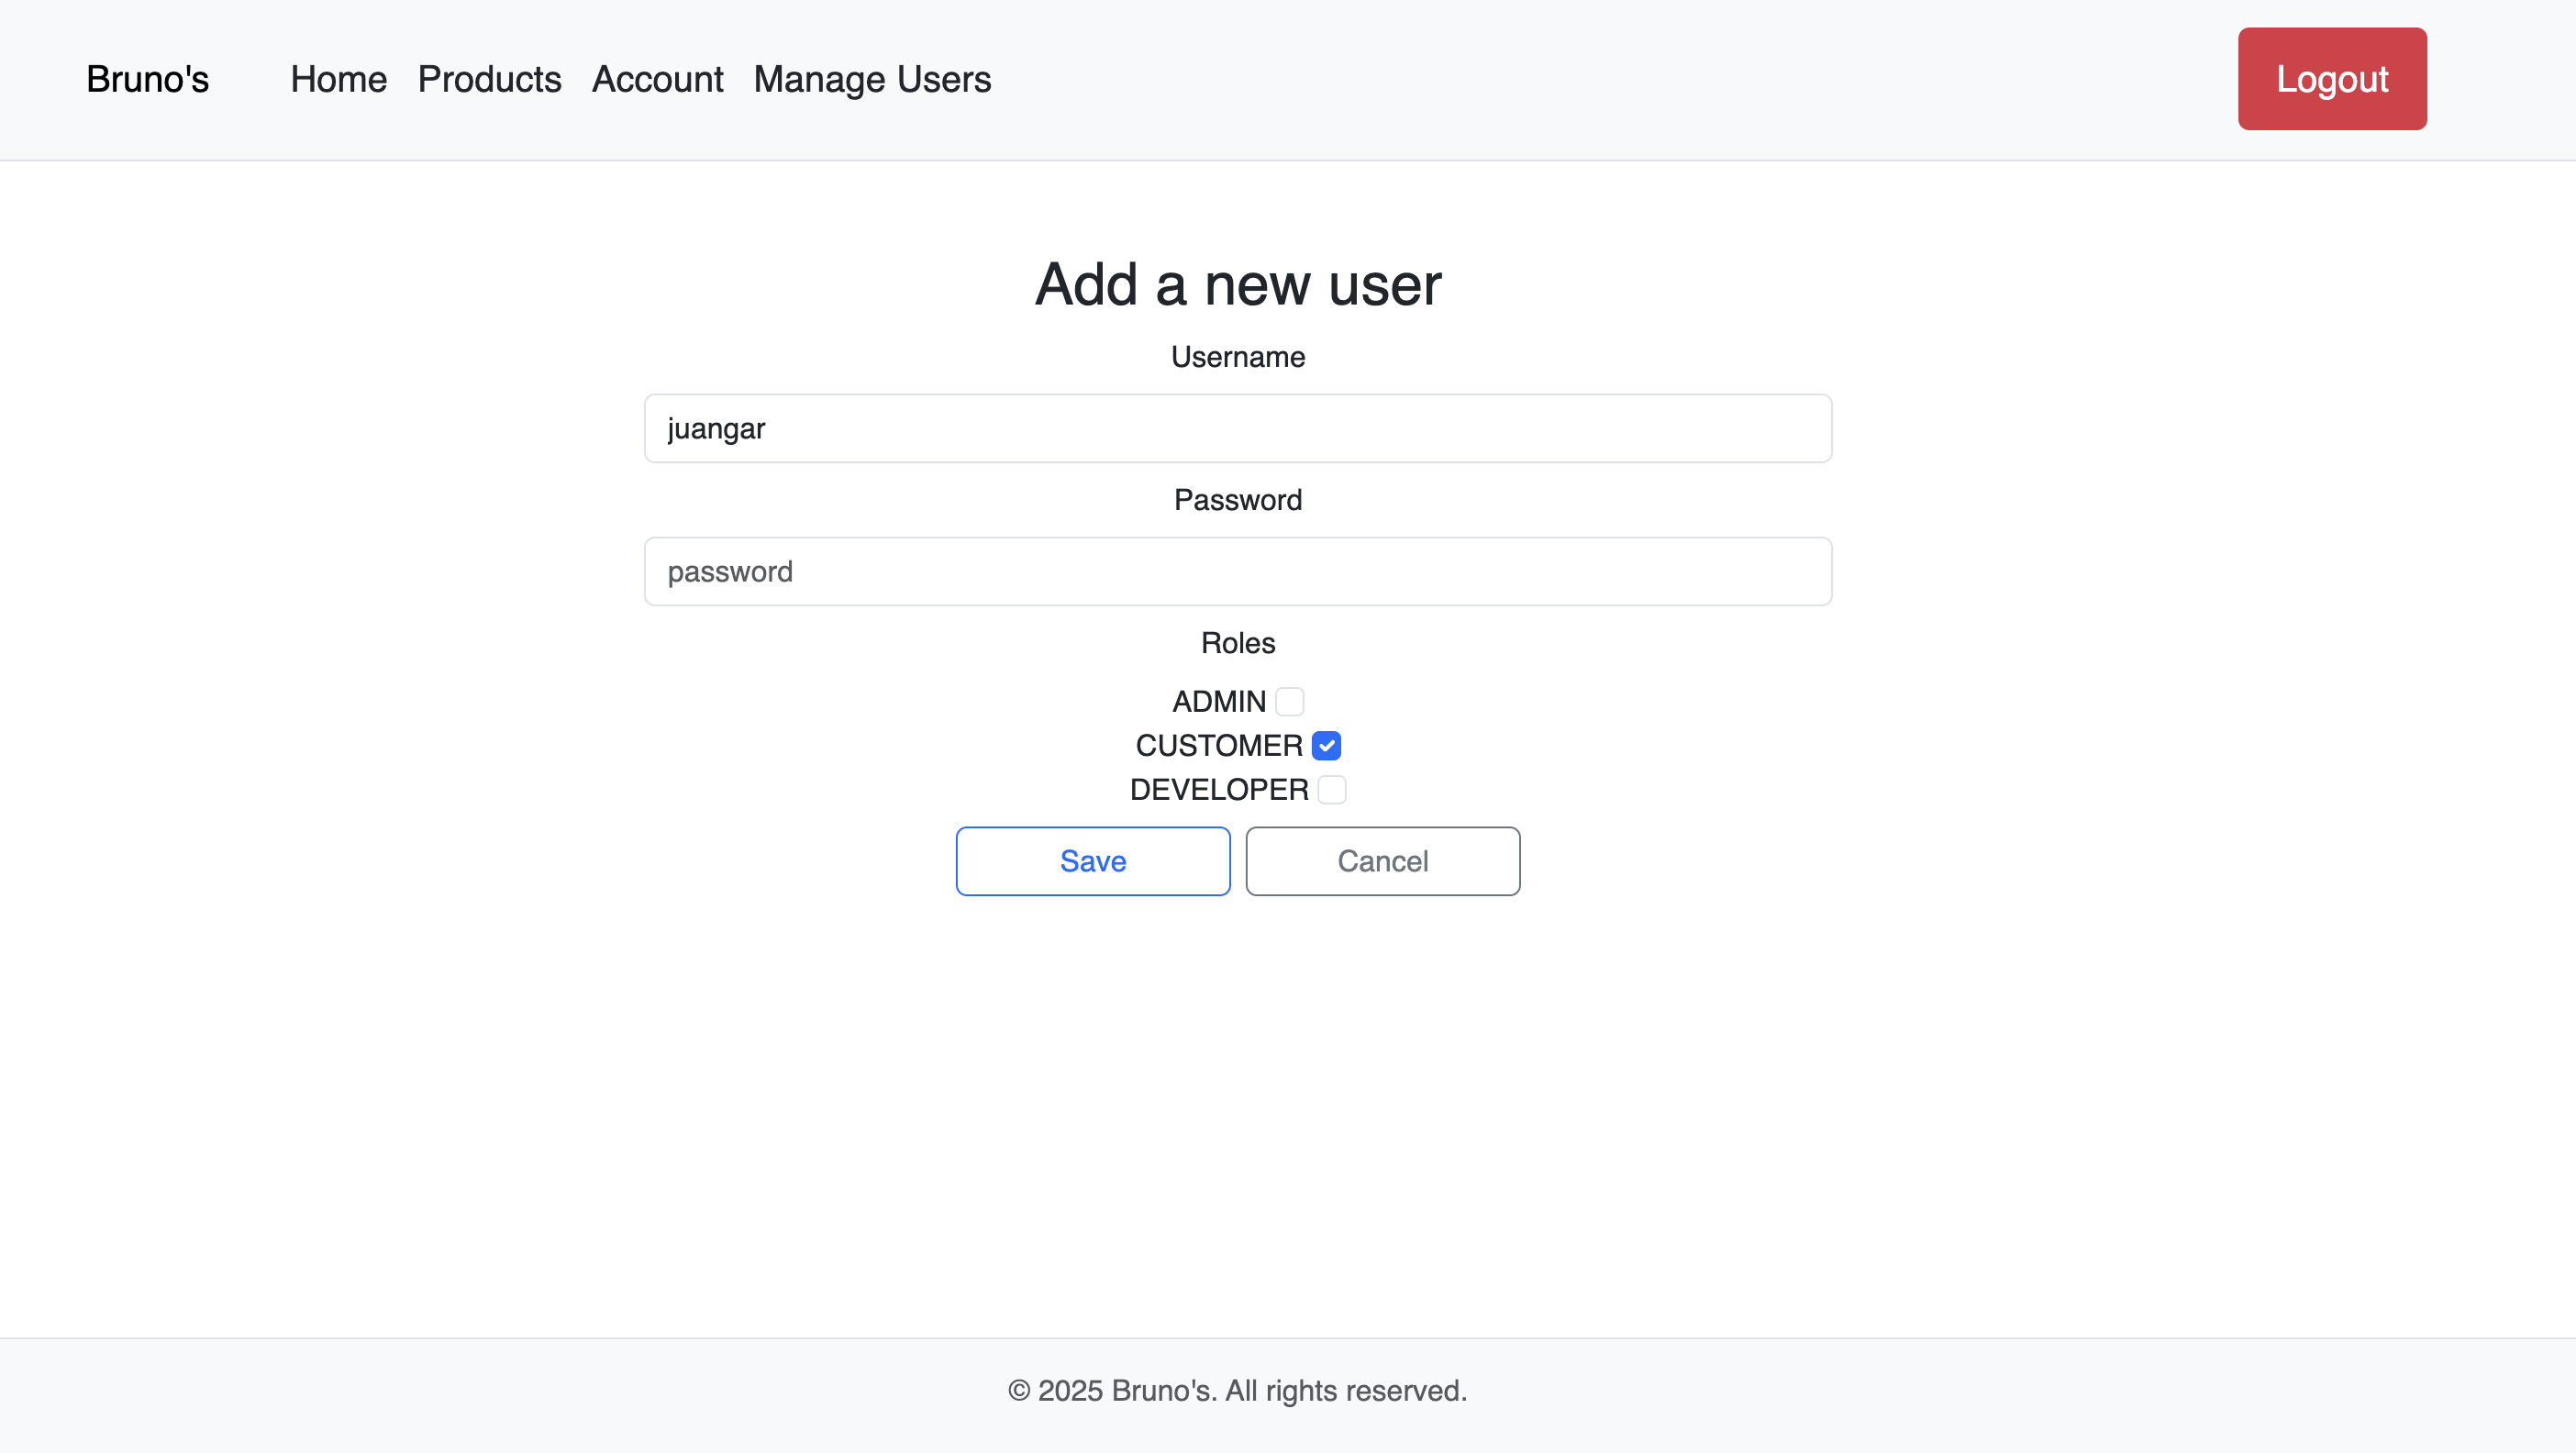 Bruno's Home Products Account Manage Users Logout
Add a new user
Username
juangar
Password
password
Roles
ADMIN
CUSTOMER
DEVELOPER
Save Cancel
© 2025 Bruno's. All rights reserved.